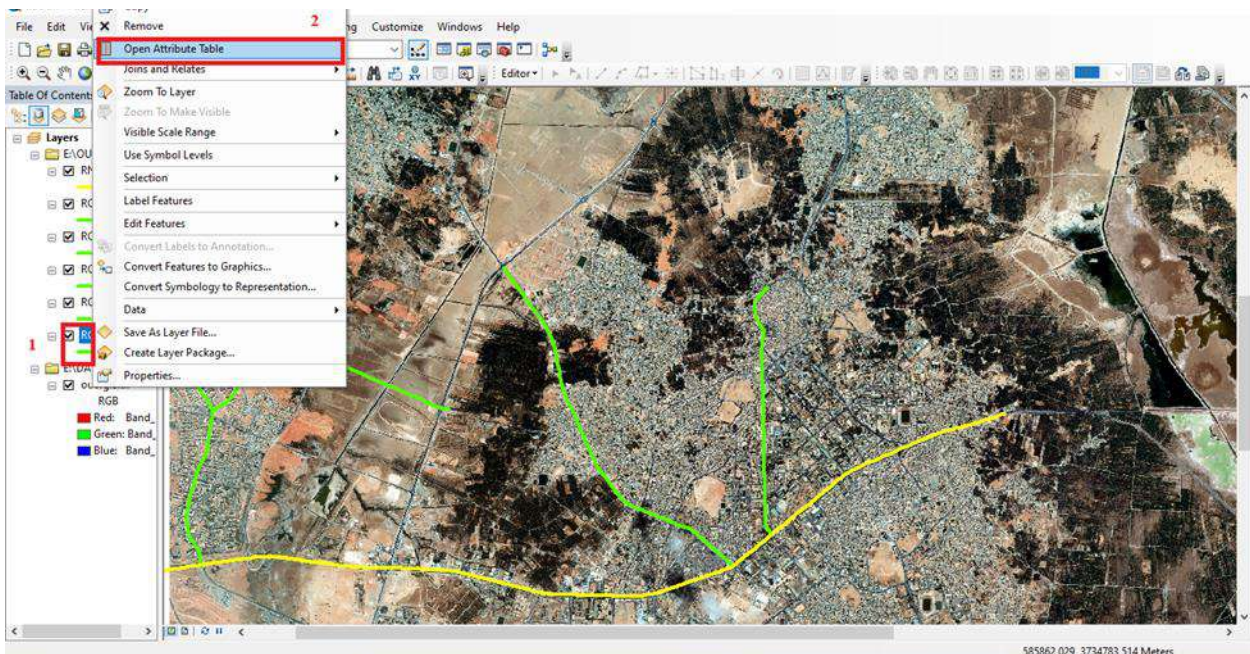 Copy
File Edit Remove 2 Customize Windows Help
Open Attribute Table
Joins and Relates Editor
Table Of Contents
Zoom To Layer
Zoom To Make Visible
Layers
Visible Scale Range
E:\OU
Use Symbol Levels
Selection
Label Features
Edit Features
Convert Labels to Annotation...
Convert Features to Graphics...
Convert Symbology to Representation...
Data
Save As Layer File...
1
Create Layer Package...
Properties...
RGB
Red: Band_
Green: Band_
Blue: Band_
585862,029 3734783,514 Meters